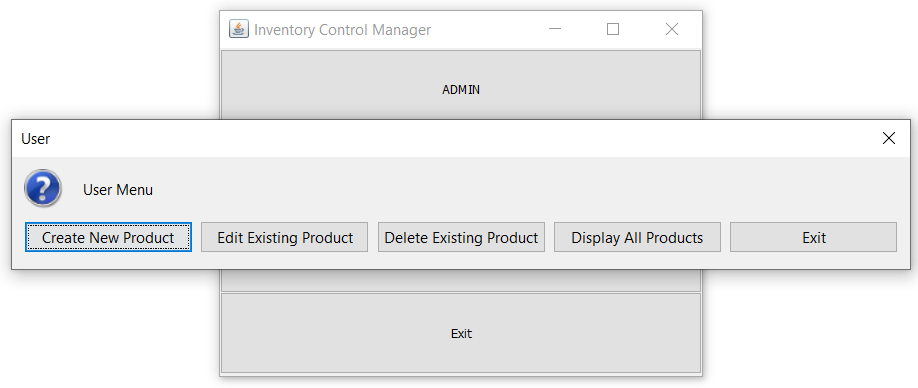 Inventory Control Manager
ADMIN
User
?
User Menu
Create New Product Edit Existing Product Delete Existing Product Display All Products Exit
Exit